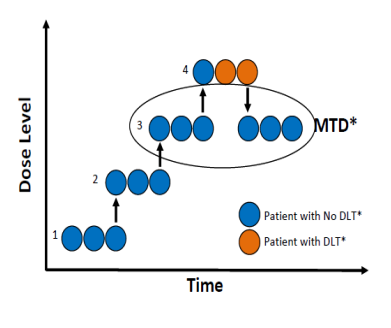 4
3
MTD*
2
Patient with No DLT*
1
Patient with DLT*
Dose Level
Time